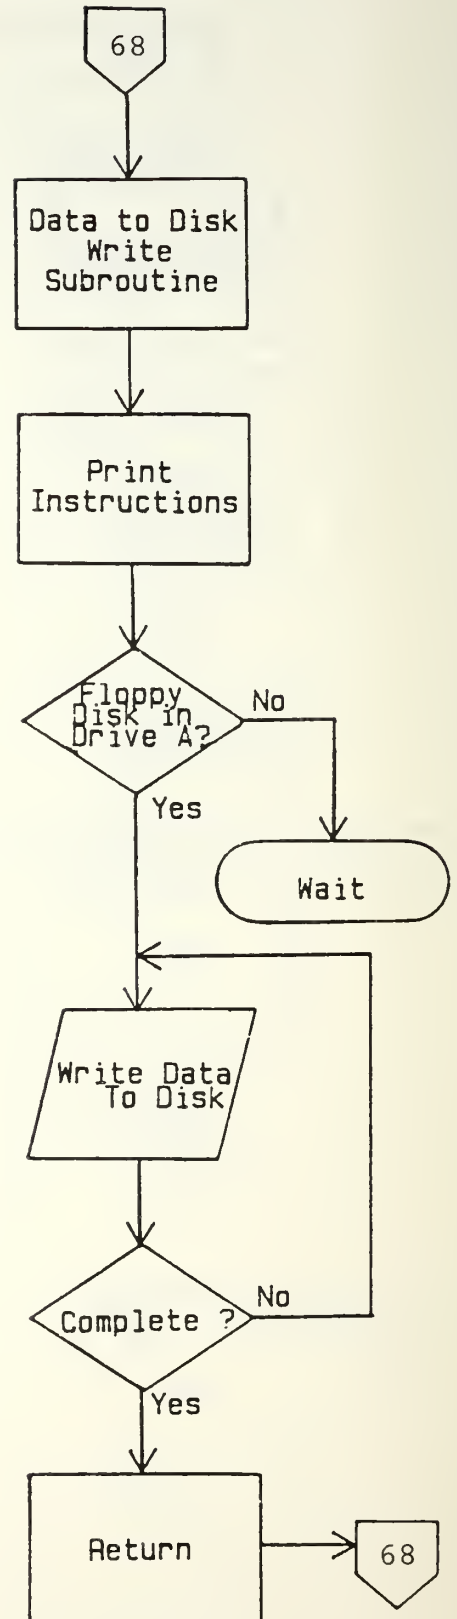 68
Data to Disk
Write
Subroutine
Print
Instructions
Floppy
Disk in
Drive A?
No
Yes
Wait
Write Data
To Disk
Complete ?
No
Yes
Return
68